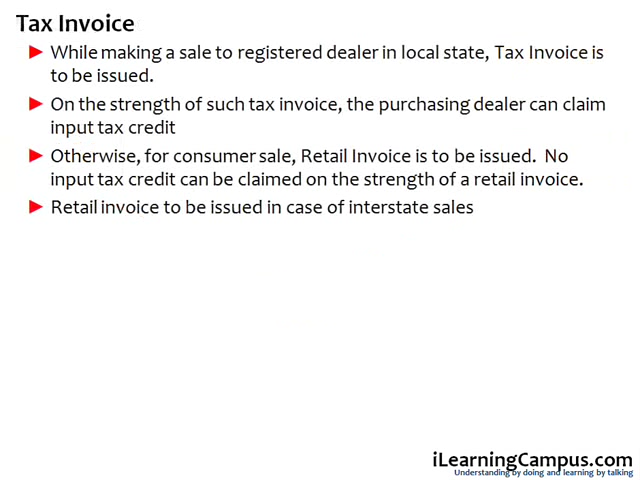 Tax Invoice
► While making a sale to registered dealer in local state, Tax Invoice is
to be issued.
► On the strength of such tax invoice, the purchasing dealer can claim
input tax credit
► Otherwise, for consumer sale, Retail Invoice is to be issued.  No
input tax credit can be claimed on the strength of a retail invoice.
► Retail invoice to be issued in case of interstate sales
iLearningCampus.com
Understanding by doing and learning by talking